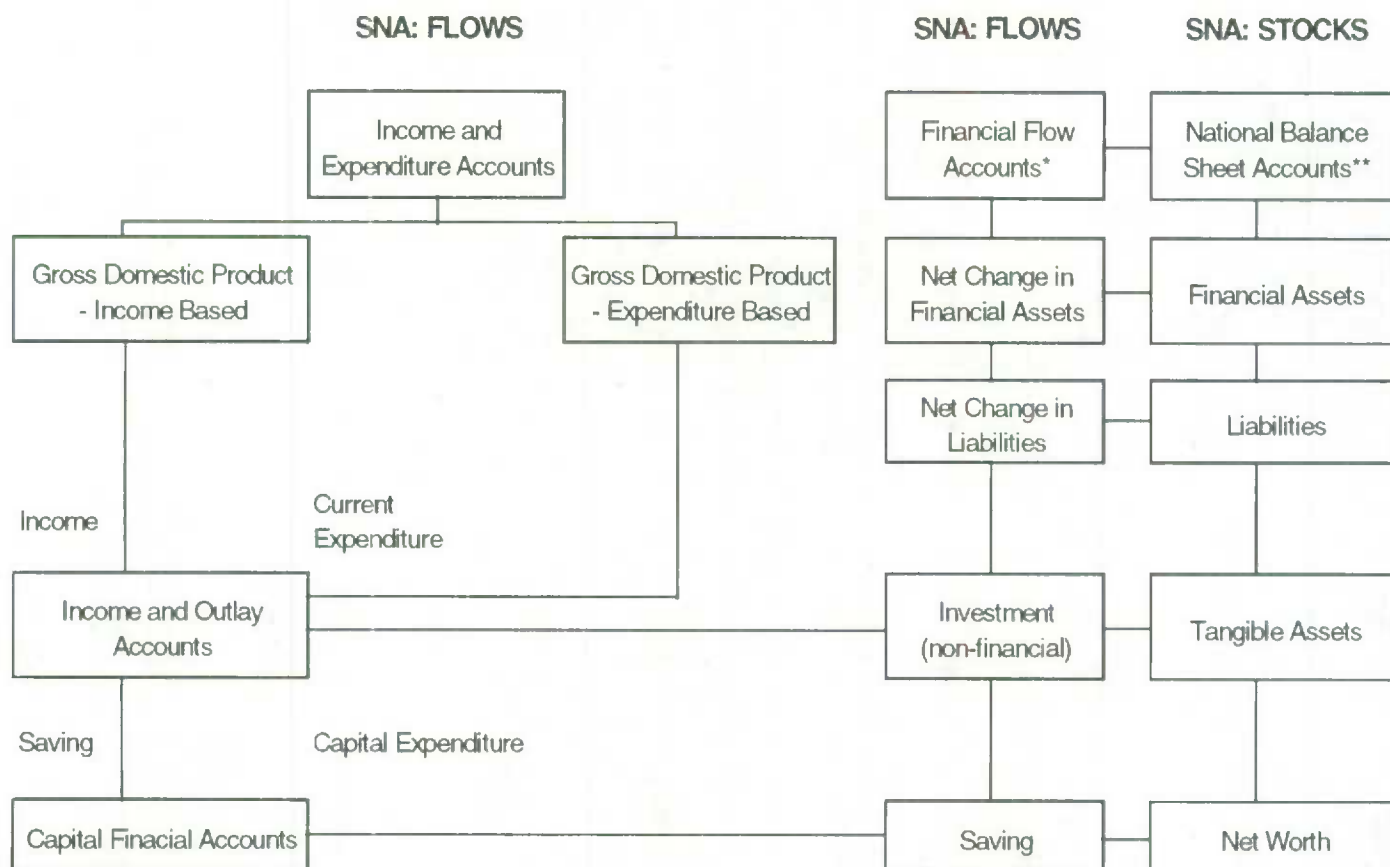 SNA: FLOWS
SNA: FLOWS
SNA: STOCKS
Income and
Expenditure Accounts
Financial Flow
Accounts*
National Balance
Sheet Accounts**
Gross Domestic Product
- Income Based
Gross Domestic Product
- Expenditure Based
Net Change in
Financial Assets
Financial Assets
Net Change in
Liabilities
Liabilities
Income
Current
Expenditure
Income and Outlay
Accounts
Investment
(non-financial)
Tangible Assets
Saving
Capital Expenditure
Capital Finacial Accounts
Saving
Net Worth